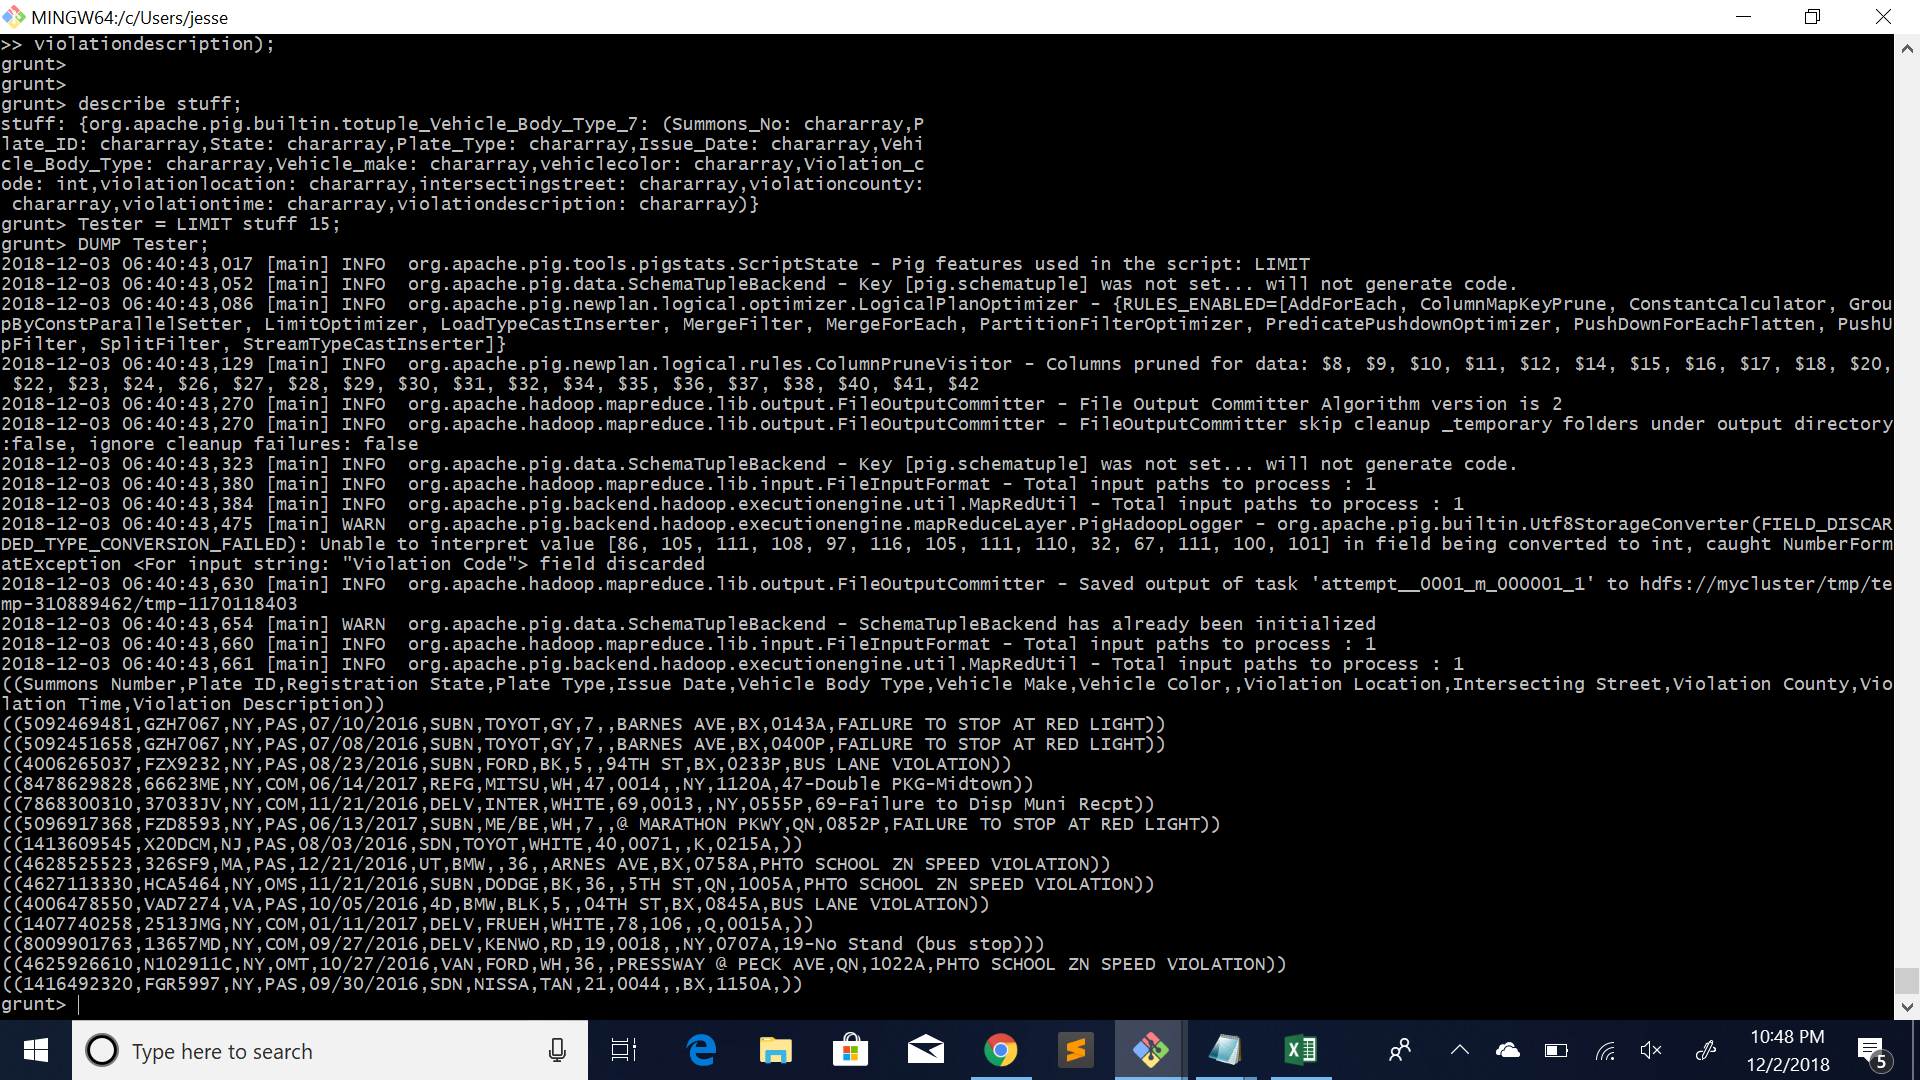 MINGW64:/c/Users/jesse
>> violationdescription);
grunt>
grunt>
grunt> describe stuff;
stuff: {org.apache.pig.builtin.totuple_Vehicle_Body_Type_7: (Summons_No: chararray,P
late_ID: chararray,State: chararray,Plate_Type: chararray,Issue_Date: chararray,Vehi
cle_Body_Type: chararray,Vehicle_make: chararray,vehiclecolor: chararray,Violation_c
ode: int,violationlocation: chararray,intersectingstreet: chararray,violationcounty:
 chararray,violationtime: chararray,violationdescription: chararray)}
grunt> Tester = LIMIT stuff 15;
grunt> DUMP Tester;
2018-12-03 06:40:43,017 [main] INFO  org.apache.pig.tools.pigstats.ScriptState - Pig features used in the script: LIMIT
2018-12-03 06:40:43,052 [main] INFO  org.apache.pig.data.SchemaTupleBackend - Key [pig.schematuple] was not set... will not generate code.
2018-12-03 06:40:43,086 [main] INFO  org.apache.pig.newplan.logical.optimizer.LogicalPlanOptimizer - {RULES_ENABLED=[AddForEach, ColumnMapKeyPrune, ConstantCalculator, Grou
pByConstParallelSetter, LimitOptimizer, LoadTypeCastInserter, MergeFilter, MergeForEach, PartitionFilterOptimizer, PredicatePushdownOptimizer, PushDownForEachFlatten, PushU
pFilter, SplitFilter, StreamTypeCastInserter]}
2018-12-03 06:40:43,129 [main] INFO  org.apache.pig.newplan.logical.rules.ColumnPruneVisitor - Columns pruned for data: $8, $9, $10, $11, $12, $14, $15, $16, $17, $18, $20,
 $22, $23, $24, $26, $27, $28, $29, $30, $31, $32, $34, $35, $36, $37, $38, $40, $41, $42
2018-12-03 06:40:43,270 [main] INFO  org.apache.hadoop.mapreduce.lib.output.FileOutputCommitter - File Output Committer Algorithm version is 2
2018-12-03 06:40:43,270 [main] INFO  org.apache.hadoop.mapreduce.lib.output.FileOutputCommitter - FileOutputCommitter skip cleanup _temporary folders under output directory
:false, ignore cleanup failures: false
2018-12-03 06:40:43,323 [main] INFO  org.apache.pig.data.SchemaTupleBackend - Key [pig.schematuple] was not set... will not generate code.
2018-12-03 06:40:43,380 [main] INFO  org.apache.hadoop.mapreduce.lib.input.FileInputFormat - Total input paths to process : 1
2018-12-03 06:40:43,384 [main] INFO  org.apache.pig.backend.hadoop.executionengine.util.MapRedUtil - Total input paths to process : 1
2018-12-03 06:40:43,475 [main] WARN  org.apache.pig.backend.hadoop.executionengine.mapReduceLayer.PigHadoopLogger - org.apache.pig.builtin.Utf8StorageConverter(FIELD_DISCAR
DED_TYPE_CONVERSION_FAILED): Unable to interpret value [86, 105, 111, 108, 97, 116, 105, 111, 110, 32, 67, 111, 100, 101] in field being converted to int, caught NumberForm
atException <For input string: "Violation Code"> field discarded
2018-12-03 06:40:43,630 [main] INFO  org.apache.hadoop.mapreduce.lib.output.FileOutputCommitter - Saved output of task 'attempt__0001_m_000001_1' to hdfs://mycluster/tmp/te
mp-310889462/tmp-1170118403
2018-12-03 06:40:43,654 [main] WARN  org.apache.pig.data.SchemaTupleBackend - SchemaTupleBackend has already been initialized
2018-12-03 06:40:43,660 [main] INFO  org.apache.hadoop.mapreduce.lib.input.FileInputFormat - Total input paths to process : 1
2018-12-03 06:40:43,661 [main] INFO  org.apache.pig.backend.hadoop.executionengine.util.MapRedUtil - Total input paths to process : 1
((Summons Number,Plate ID,Registration State,Plate Type,Issue Date,Vehicle Body Type,Vehicle Make,Vehicle Color,,Violation Location,Intersecting Street,Violation County,Vio
lation Time,Violation Description))
((5092469481,GZH7067,NY,PAS,07/10/2016,SUBN,TOYOT,GY,7,,BARNES AVE,BX,0143A,FAILURE TO STOP AT RED LIGHT))
((5092451658,GZH7067,NY,PAS,07/08/2016,SUBN,TOYOT,GY,7,,BARNES AVE,BX,0400P,FAILURE TO STOP AT RED LIGHT))
((4006265037,FZX9232,NY,PAS,08/23/2016,SUBN,FORD,BK,5,,94TH ST,BX,0233P,BUS LANE VIOLATION))
((8478629828,66623ME,NY,COM,06/14/2017,REFG,MITSU,WH,47,0014,,NY,1120A,47-Double PKG-Midtown))
((7868300310,37033JV,NY,COM,11/21/2016,DELV,INTER,WHITE,69,0013,,NY,0555P,69-Failure to Disp Muni Recpt))
((5096917368,FZD8593,NY,PAS,06/13/2017,SUBN,ME/BE,WH,7,,@ MARATHON PKWY,QN,0852P,FAILURE TO STOP AT RED LIGHT))
((1413609545,X20DCM,NJ,PAS,08/03/2016,SDN,TOYOT,WHITE,40,0071,,K,0215A,))
((4628525523,326SF9,MA,PAS,12/21/2016,UT,BMW,,36,,ARNES AVE,BX,0758A,PHTO SCHOOL ZN SPEED VIOLATION))
((4627113330,HCA5464,NY,OMS,11/21/2016,SUBN,DODGE,BK,36,,5TH ST,QN,1005A,PHTO SCHOOL ZN SPEED VIOLATION))
((4006478550,VAD7274,VA,PAS,10/05/2016,4D,BMW,BLK,5,,04TH ST,BX,0845A,BUS LANE VIOLATION))
((1407740258,2513JMG,NY,COM,01/11/2017,DELV,FRUEH,WHITE,78,106,,Q,0015A,))
((8009901763,13657MD,NY,COM,09/27/2016,DELV,KENWO,RD,19,0018,,NY,0707A,19-No Stand (bus stop)))
((4625926610,N102911C,NY,OMT,10/27/2016,VAN,FORD,WH,36,,PRESSWAY @ PECK AVE,QN,1022A,PHTO SCHOOL ZN SPEED VIOLATION))
((1416492320,FGR5997,NY,PAS,09/30/2016,SDN,NISSA,TAN,21,0044,,BX,1150A,))
grunt>
Type here to search
10:48 PM
12/2/2018
5